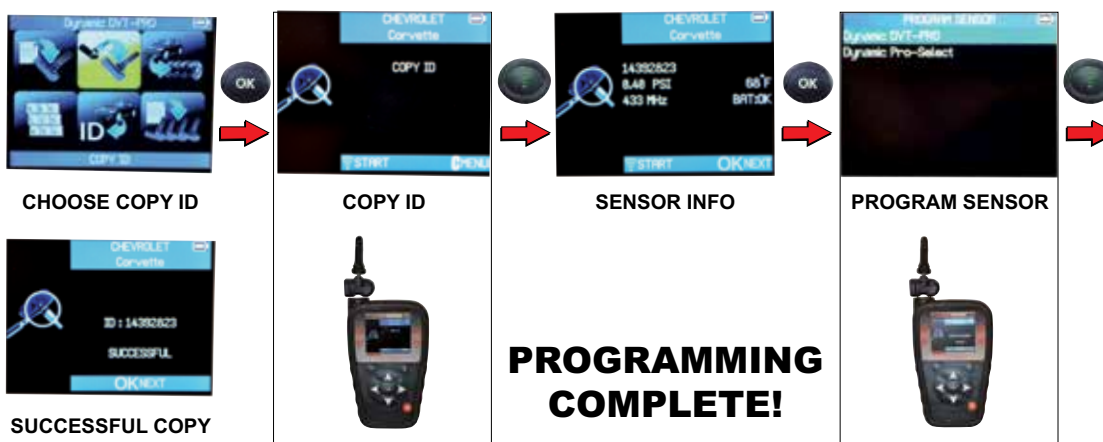 Dynamic DVT-PRO
ID
COPY ID
OK
CHEVROLET
Corvette
COPY ID
START
MENU
CHEVROLET
Corvette
14392823
8.48 PSI 68°F
433 MHz BAT:OK
START OK NEXT
OK
PROGRAM SENSOR
Dynamic DVT-PRO
Dynamic Pro-Select
CHOOSE COPY ID
COPY ID
SENSOR INFO
PROGRAM SENSOR
CHEVROLET
Corvette
ID : 14392823
SUCCESSFUL
OK NEXT
SUCCESSFUL COPY
PROGRAMMING
COMPLETE!